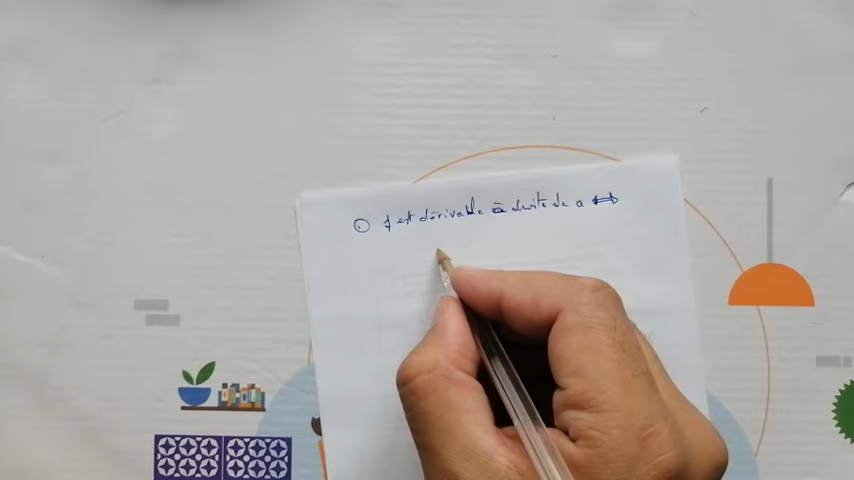 ① f est dérivable à droite de a ⟺